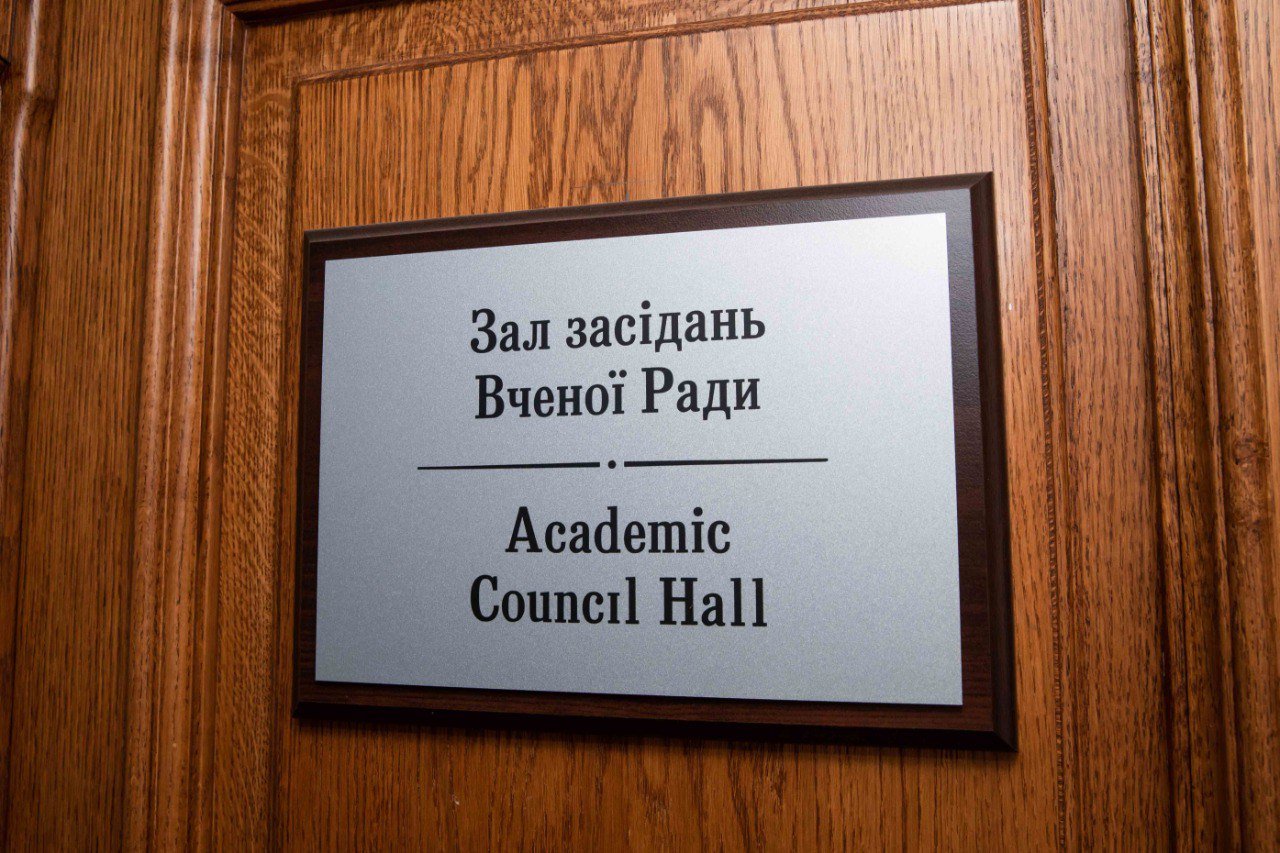 Зал засідань
Вченої Ради
Academic
Council Hall